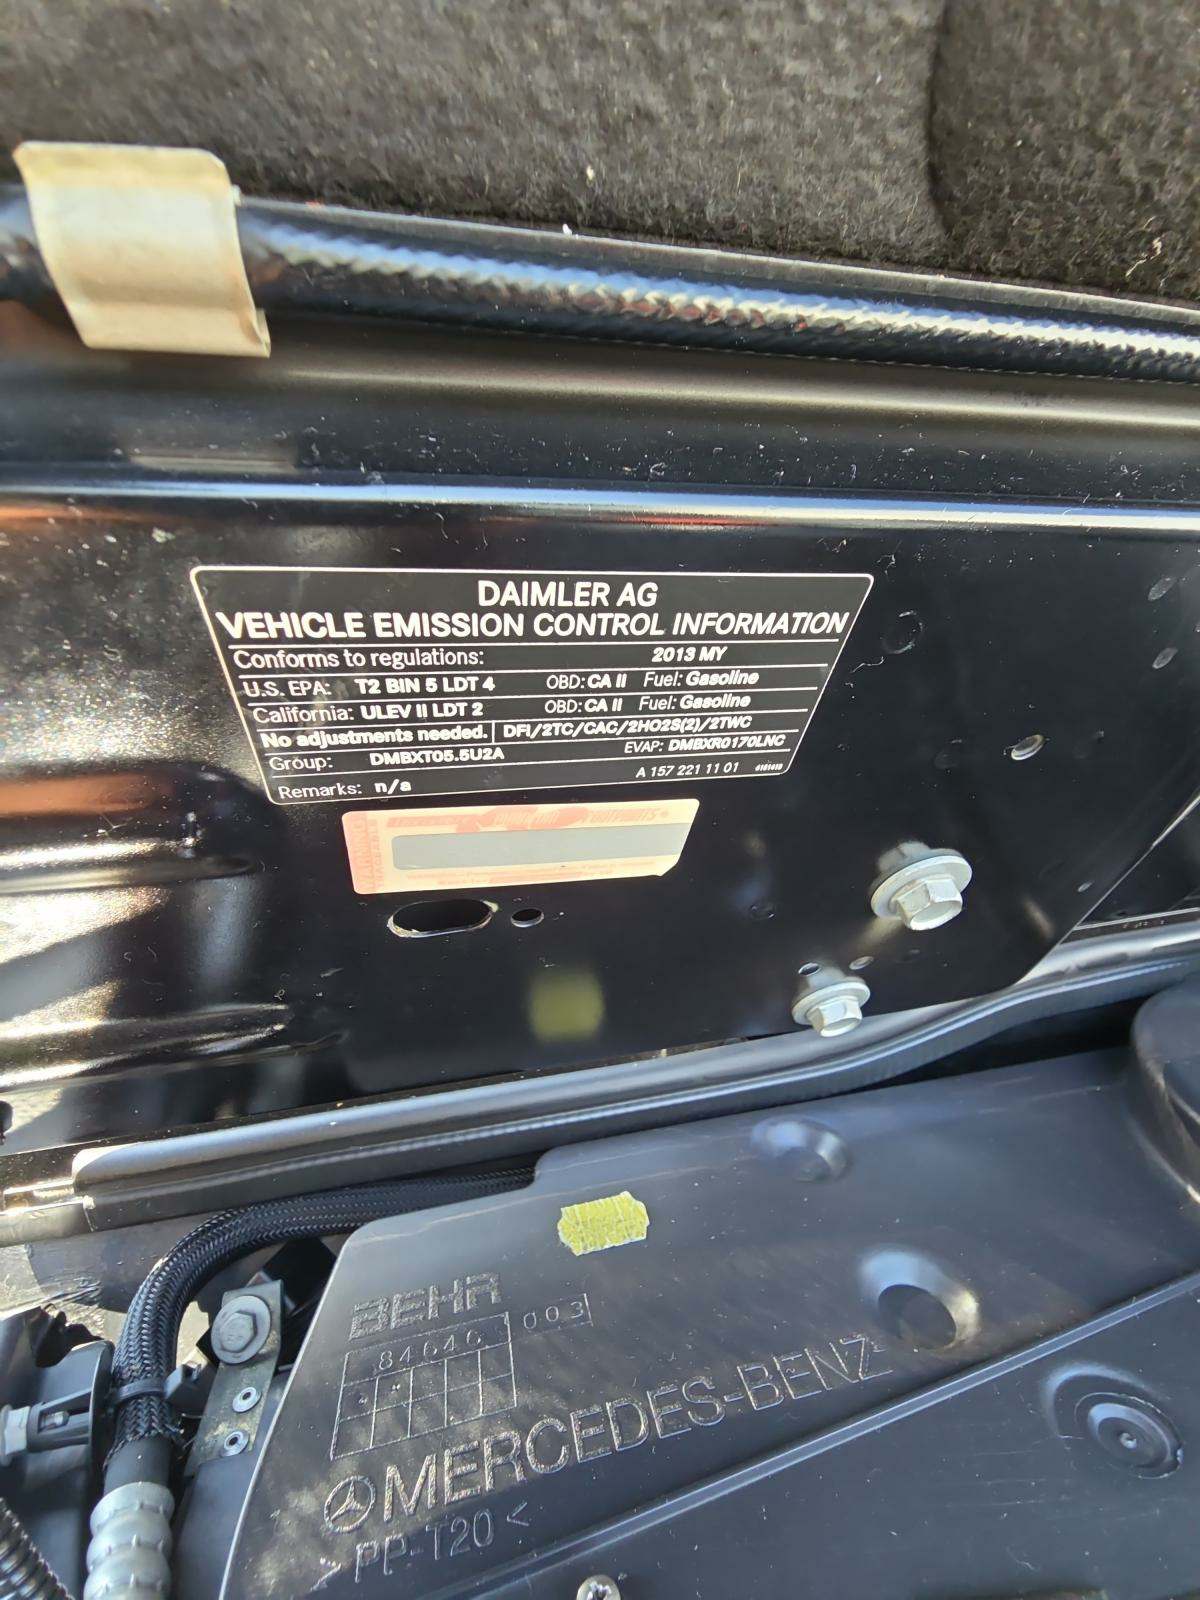 DAIMLER AG
VEHICLE EMISSION CONTROL INFORMATION
Conforms to regulations: 2013 MY
U.S. EPA: T2 BIN 5 LDT 4 OBD: CA II Fuel: Gasoline
California: ULEV II LDT 2 OBD: CA II Fuel: Gasoline
No adjustments needed. DFI/2TC/CAC/2HO2S(2)/2TWC
Group: DMBXT05.5U2A EVAP: DMBXR0170LNC
Remarks: n/a A 157 221 11 01
BEHR
84646 003
MERCEDES-BENZ
> PP-T20 <